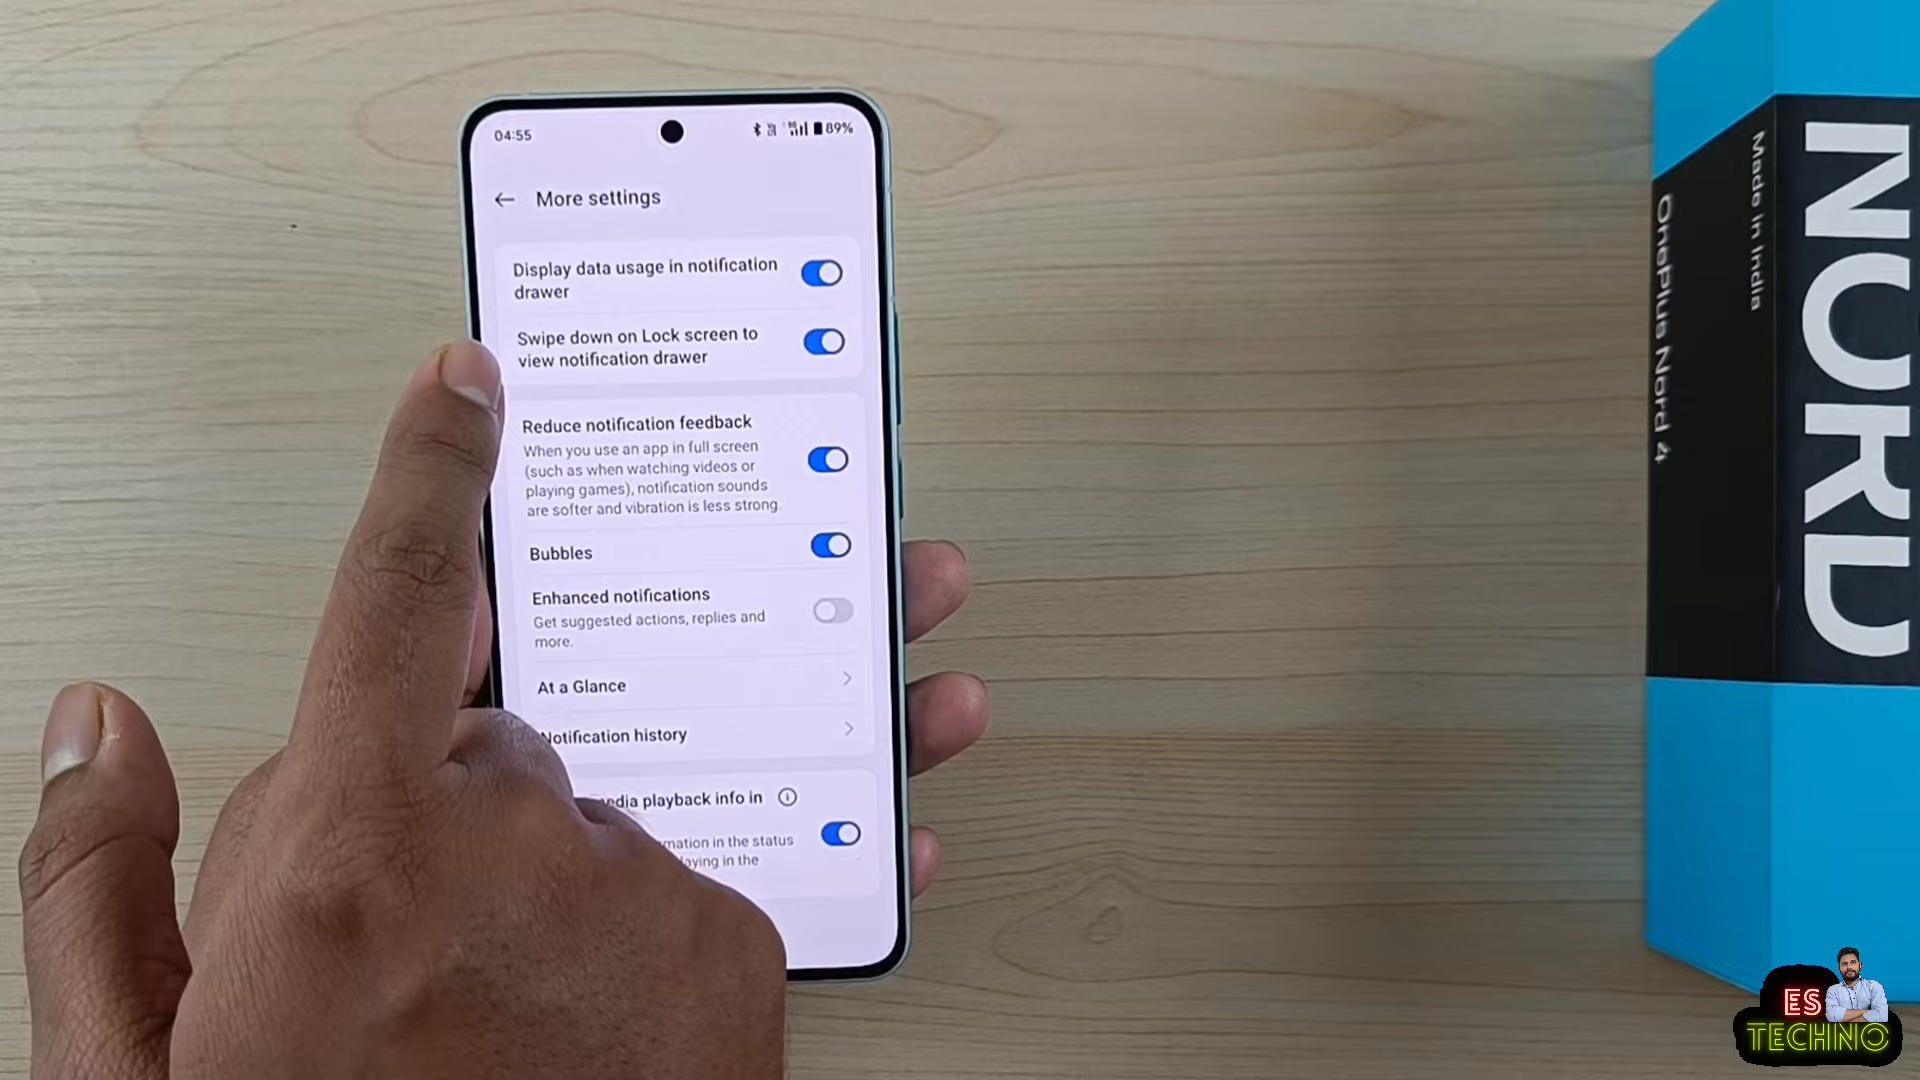 04:55
89%
More settings
Display data usage in notification
drawer
Swipe down on Lock screen to
view notification drawer
Reduce notification feedback
When you use an app in full screen
(such as when watching videos or
playing games), notification sounds
are softer and vibration is less strong.
Bubbles
Enhanced notifications
Get suggested actions, replies and
more.
At a Glance
Notification history
playback info in
in the status
in the
Made in India
OnePlus Nord 4
NORD
ES
TECHNO